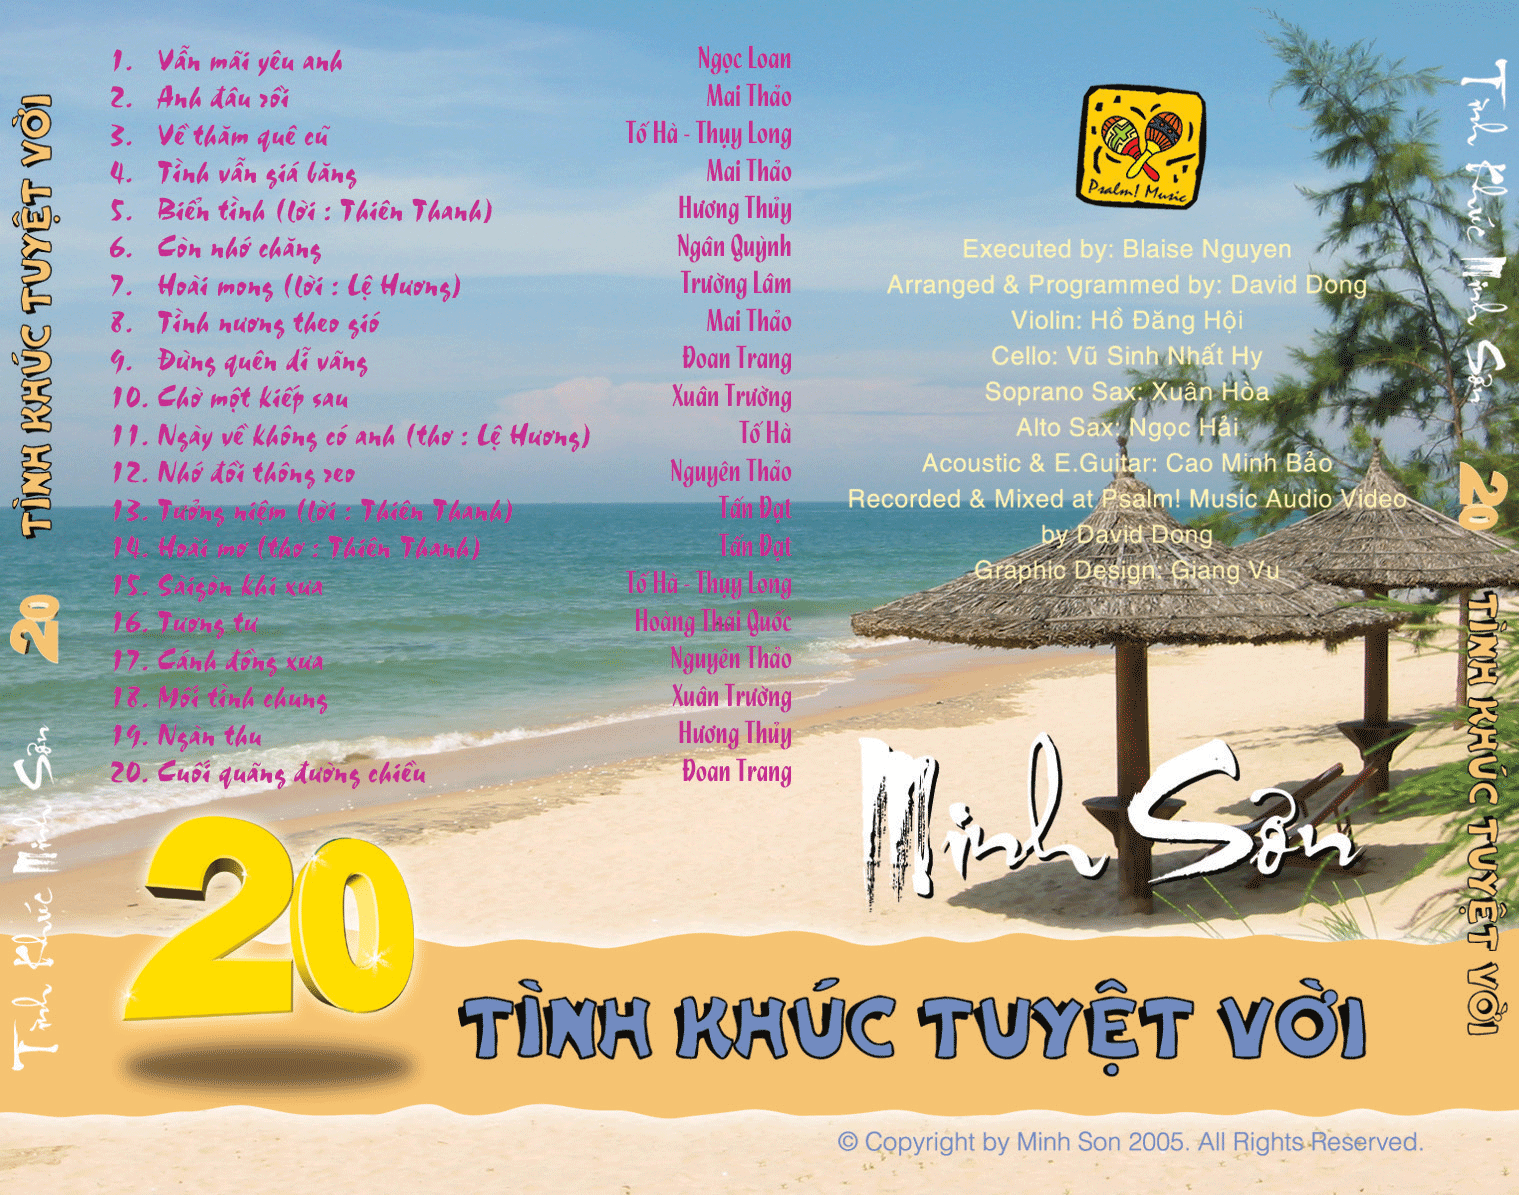 TÌNH KHÚC TUYỆT VỜI
20
Tình Khúc Minh Sơn
1. Vẫn mãi yêu anh Ngọc Loan
2. Anh đâu rồi Mai Thảo
3. Về thăm quê cũ Tố Hà - Thụy Long
4. Tình vẫn giá băng Mai Thảo
5. Biển tình (lời : Thiên Thanh) Hương Thủy
6. Còn nhớ chăng Ngân Quỳnh
7. Hoài mong (lời : Lệ Hương) Trường Lâm
8. Tình nương theo gió Mai Thảo
9. Đừng quên dĩ vãng Đoan Trang
10. Chờ một kiếp sau Xuân Trường
11. Ngày về không có anh (thơ : Lệ Hương) Tố Hà
12. Nhớ đồi thông reo Nguyên Thảo
13. Tưởng niệm (lời : Thiên Thanh) Tấn Đạt
14. Hoài mơ (thơ : Thiên Thanh) Tấn Đạt
15. Saigòn khi xưa Tố Hà - Thụy Long
16. Tương tư Hoàng Thái Quốc
17. Cánh đồng xưa Nguyên Thảo
18. Mối tình chung Xuân Trường
19. Ngàn thu Hương Thủy
20. Cuối quãng đường chiều Đoan Trang
Psalm! Music
Executed by: Blaise Nguyen
Arranged & Programmed by: David Dong
Violin: Hồ Đăng Hội
Cello: Vũ Sinh Nhất Hy
Soprano Sax: Xuân Hòa
Alto Sax: Ngọc Hải
Acoustic & E.Guitar: Cao Minh Bảo
Recorded & Mixed at Psalm! Music Audio Video
by David Dong
Graphic Design: Giang Vu
Minh Sơn
20
TÌNH KHÚC TUYỆT VỜI
© Copyright by Minh Son 2005. All Rights Reserved.
Tình Khúc Minh Sơn
20
TÌNH KHÚC TUYỆT VỜI